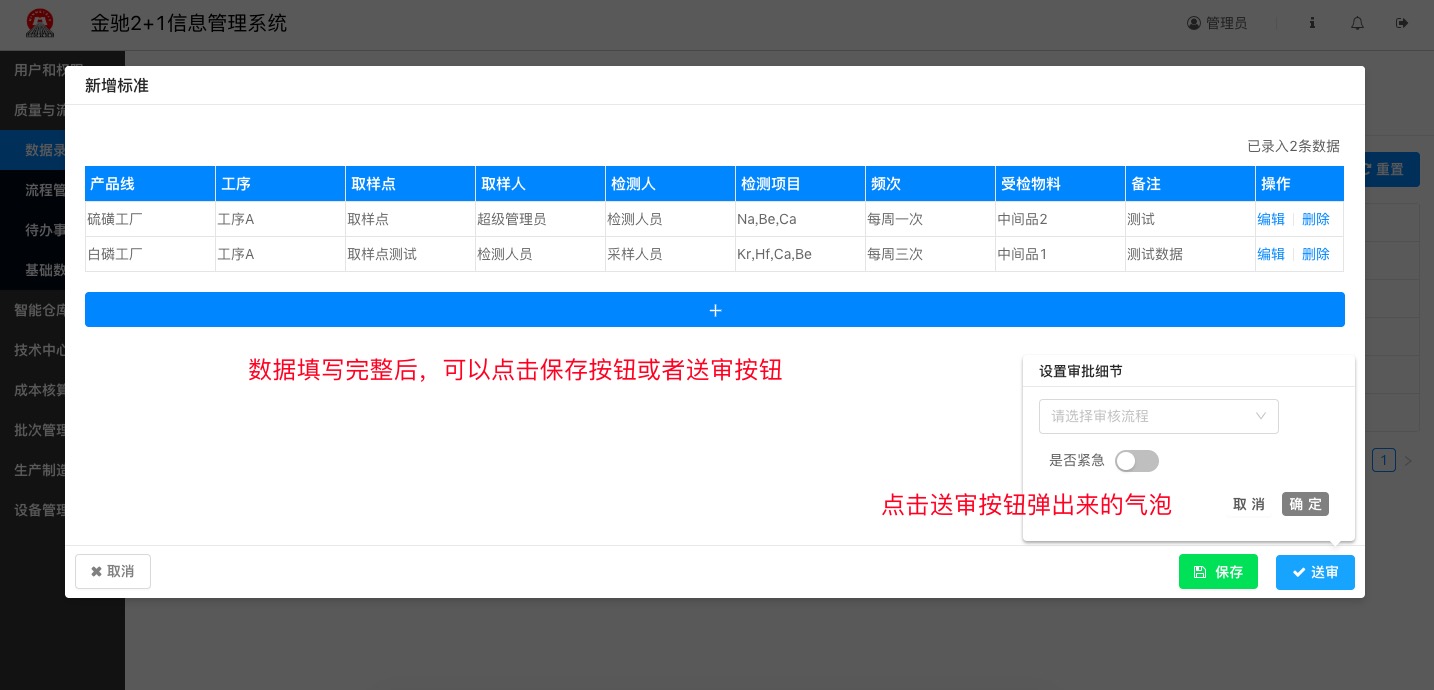 金驰2+1信息管理系统
管理员
用户和权
新增标准
质量与流
已录入2条数据
数据录
重置
产品线 工序 取样点 取样人 检测人 检测项目 频次 受检物料 备注 操作
流程管
硫磺工厂 工序A 取样点 超级管理员 检测人员 Na,Be,Ca 每周一次 中间品2 测试 编辑 删除
待办事
白磷工厂 工序A 取样点测试 检测人员 采样人员 Kr,Hf,Ca,Be 每周三次 中间品1 测试数据 编辑 删除
基础数
智能仓库
+
技术中心
数据填写完整后，可以点击保存按钮或者送审按钮
设置审批细节
成本核算
请选择审核流程
批次管理
是否紧急
1
生产制造
点击送审按钮弹出来的气泡
取 消 确 定
设备管理
取消
保存
送审